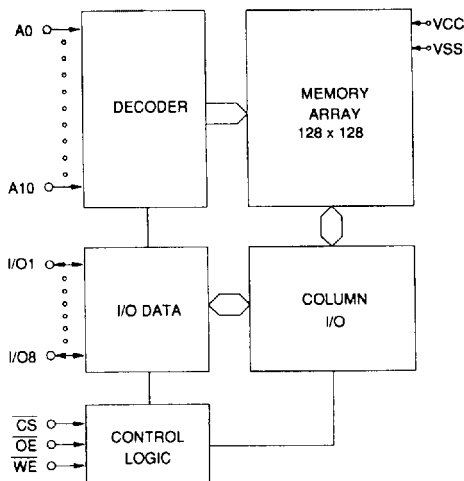 A0
DECODER
A10
MEMORY
ARRAY
128 x 128
VCC
VSS
I/O1
I/O DATA
I/O8
COLUMN
I/O
CS
OE
WE
CONTROL
LOGIC